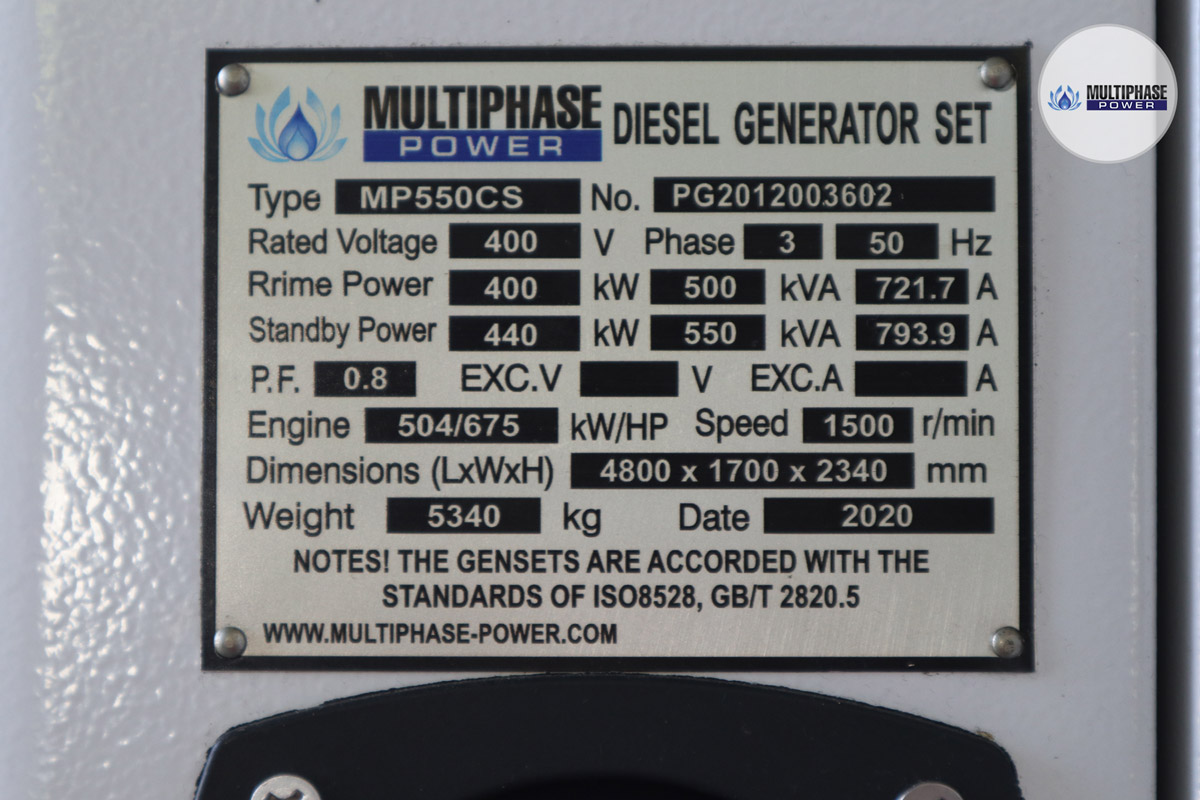 MULTIPHASE POWER DIESEL GENERATOR SET
MULTIPHASE POWER
Type MP550CS No. PG2012003602
Rated Voltage 400 V Phase 3 50 Hz
Rrime Power 400 kW 500 kVA 721.7 A
Standby Power 440 kW 550 kVA 793.9 A
P.F. 0.8 EXC.V V EXC.A A
Engine 504/675 kW/HP Speed 1500 r/min
Dimensions (LxWxH) 4800 x 1700 x 2340 mm
Weight 5340 kg Date 2020
NOTES! THE GENSETS ARE ACCORDED WITH THE
STANDARDS OF ISO8528, GB/T 2820.5
WWW.MULTIPHASE-POWER.COM